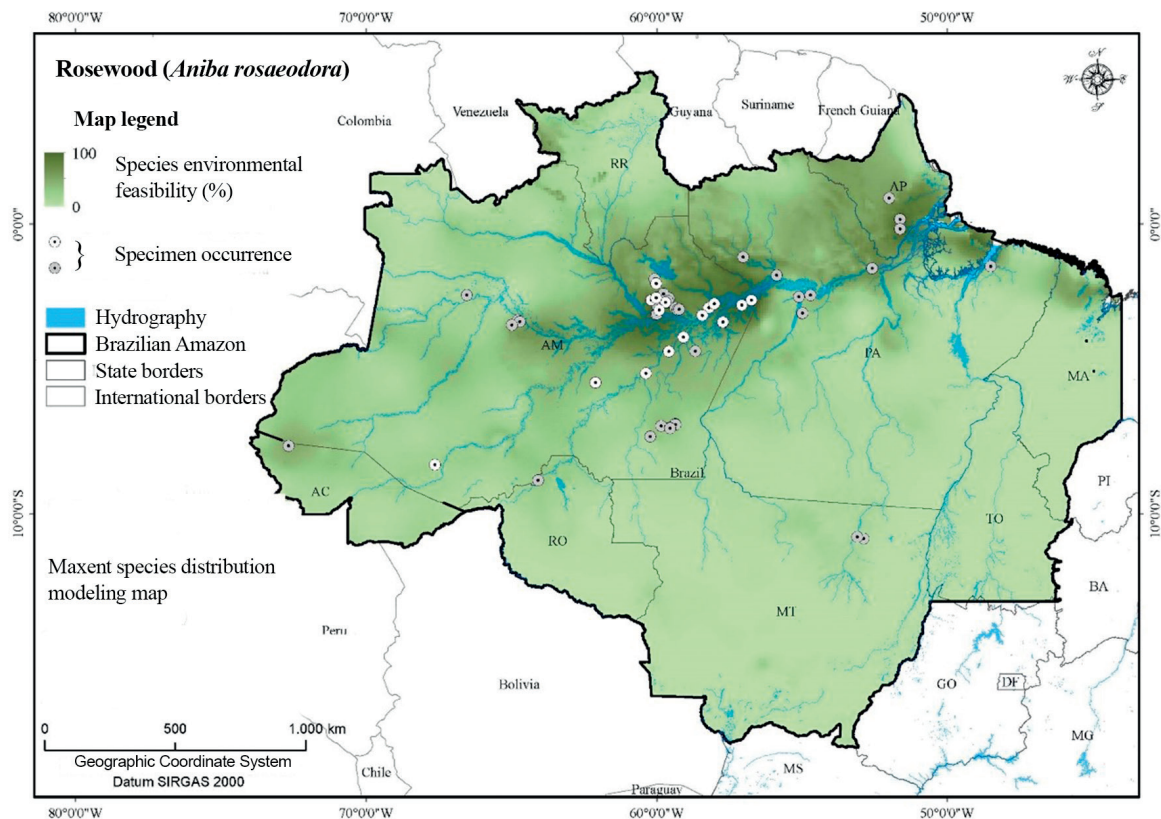 80°0'0"W 70°0'0"W 60°0'0"W 50°0'0"W
Rosewood (Aniba rosaeodora)
Map legend
100
0
Species environmental
feasibility (%)
Specimen occurrence
Hydrography
Brazilian Amazon
State borders
International borders
Maxent species distribution
modeling map
0 500 1.000 km
Geographic Coordinate System
Datum SIRGAS 2000
N
W E
S
Colombia
Venezuela
Guyana
Suriname
French Guiana
RR
AP
AM
PA
MA
Brazil
AC
RO
TO
PI
MT
BA
Peru
Bolivia
GO
DF
MG
Chile
MS
Paraguay
0°0'0"
0°0'0"
10°0'0"S
10°0'0"S
80°0'0"W 70°0'0"W 60°0'0"W 50°0'0"W